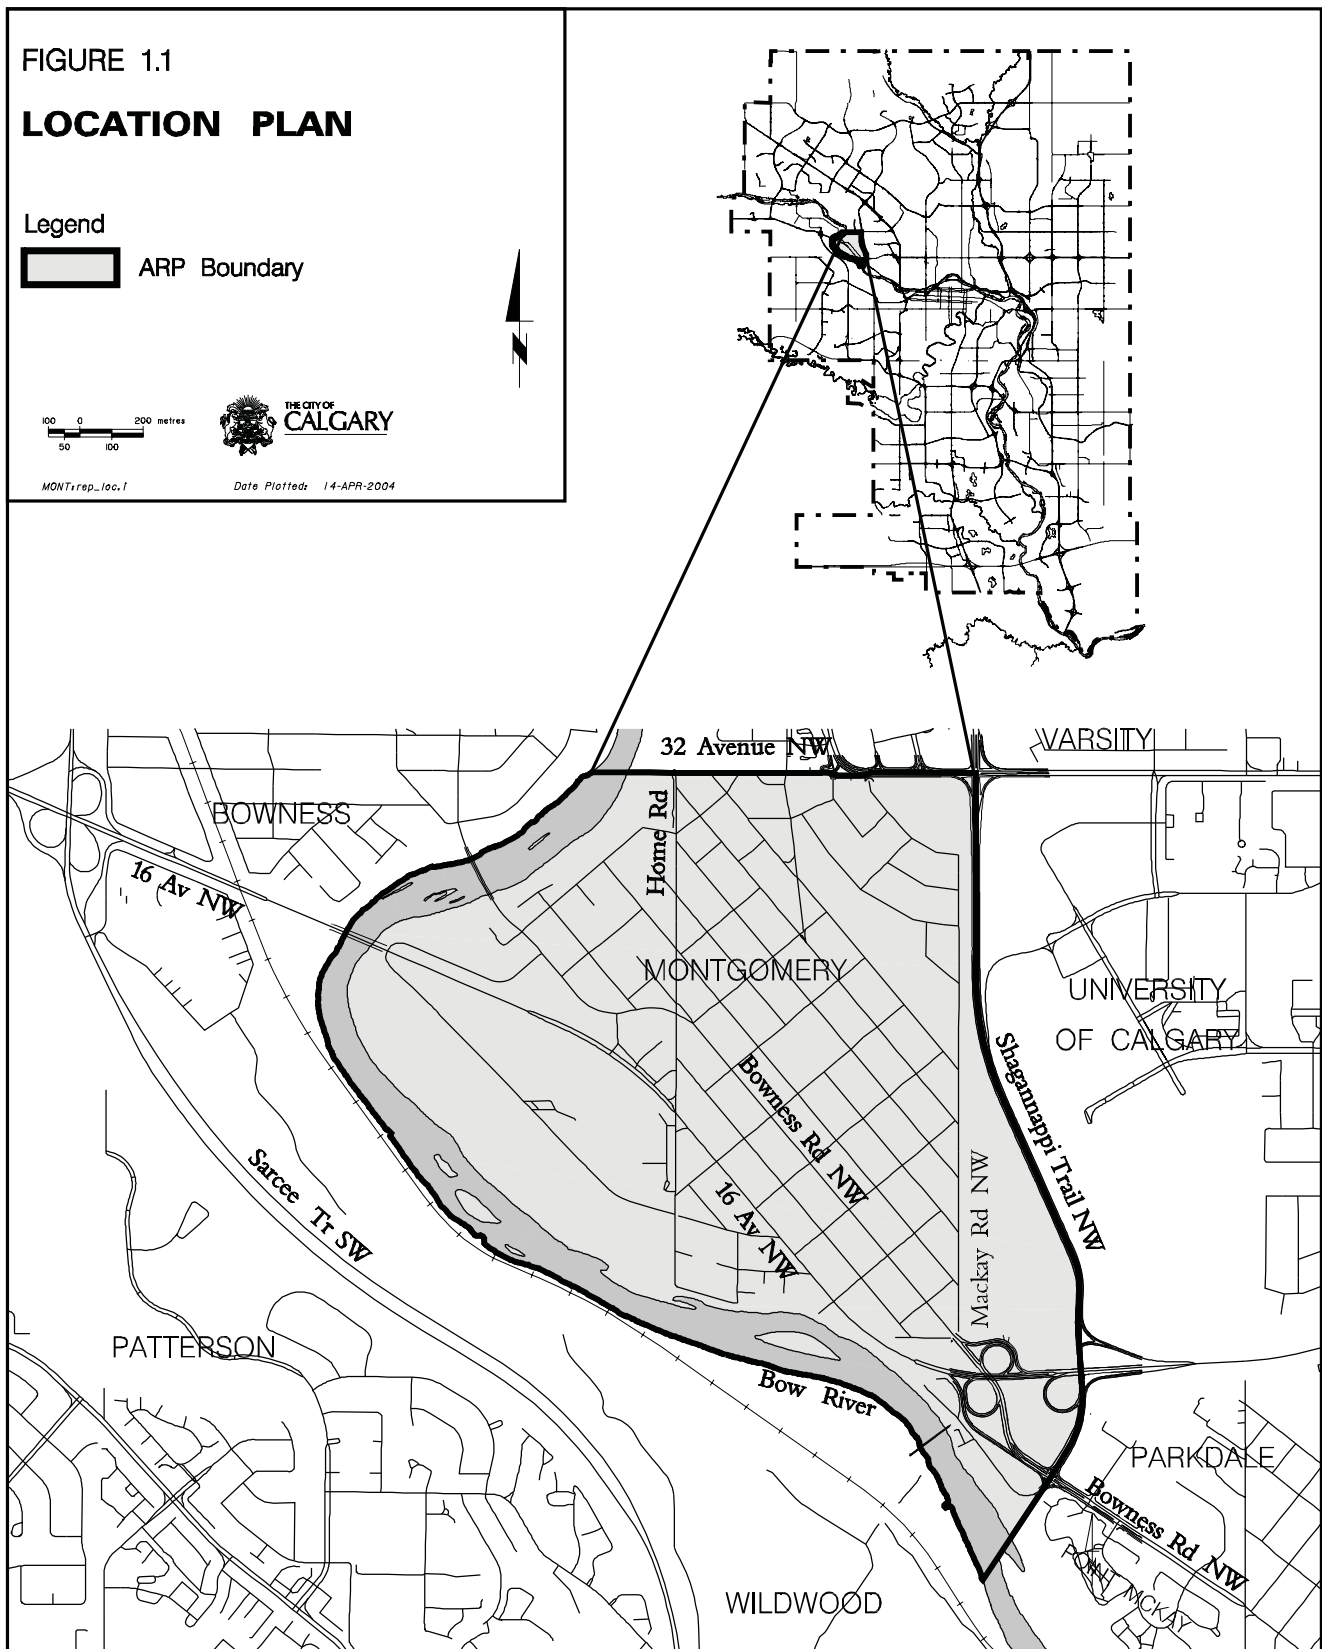 FIGURE 1.1
LOCATION PLAN
Legend
ARP Boundary
100 0 200 metres
50 100
THE CITY OF
CALGARY
MONT:rep_loc.i
Date Plotted: 14-APR-2004
32 Avenue NW
VARSITY
BOWNESS
Home Rd
16 Av NW
MONTGOMERY
UNIVERSITY
OF CALGARY
Shagannappi Trail NW
Bowness Rd NW
Sarcee Tr SW
16 Av NW
Mackay Rd NW
PATTERSON
Bow River
PARKDALE
Bowness Rd NW
POINT MCKAY
WILDWOOD